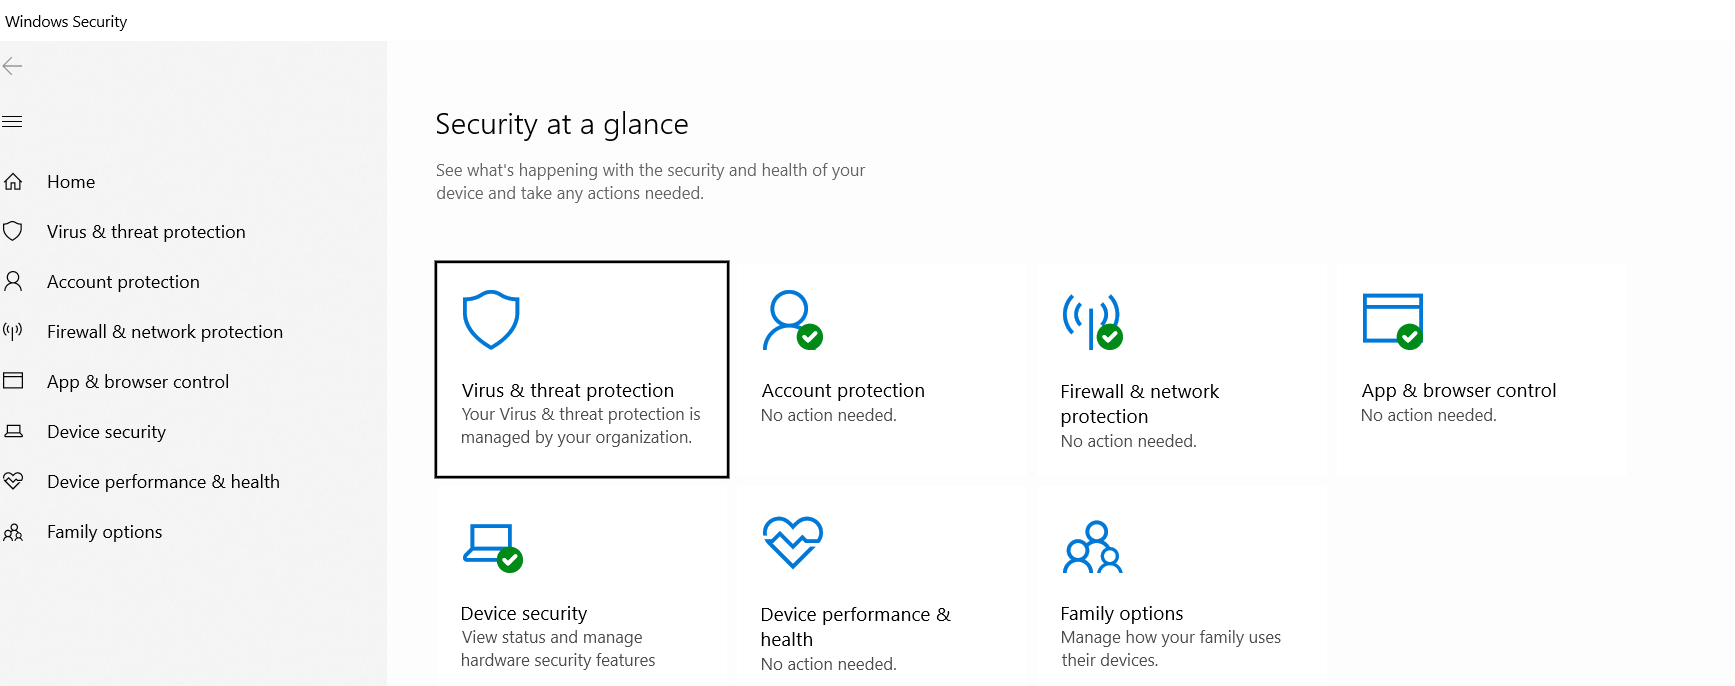 Windows Security
Home
Virus & threat protection
Account protection
Firewall & network protection
App & browser control
Device security
Device performance & health
Family options
Security at a glance
See what's happening with the security and health of your
device and take any actions needed.
Virus & threat protection
Your Virus & threat protection is
managed by your organization.
Account protection
No action needed.
Firewall & network
protection
No action needed.
App & browser control
No action needed.
Device security
View status and manage
hardware security features
Device performance &
health
No action needed.
Family options
Manage how your family uses
their devices.